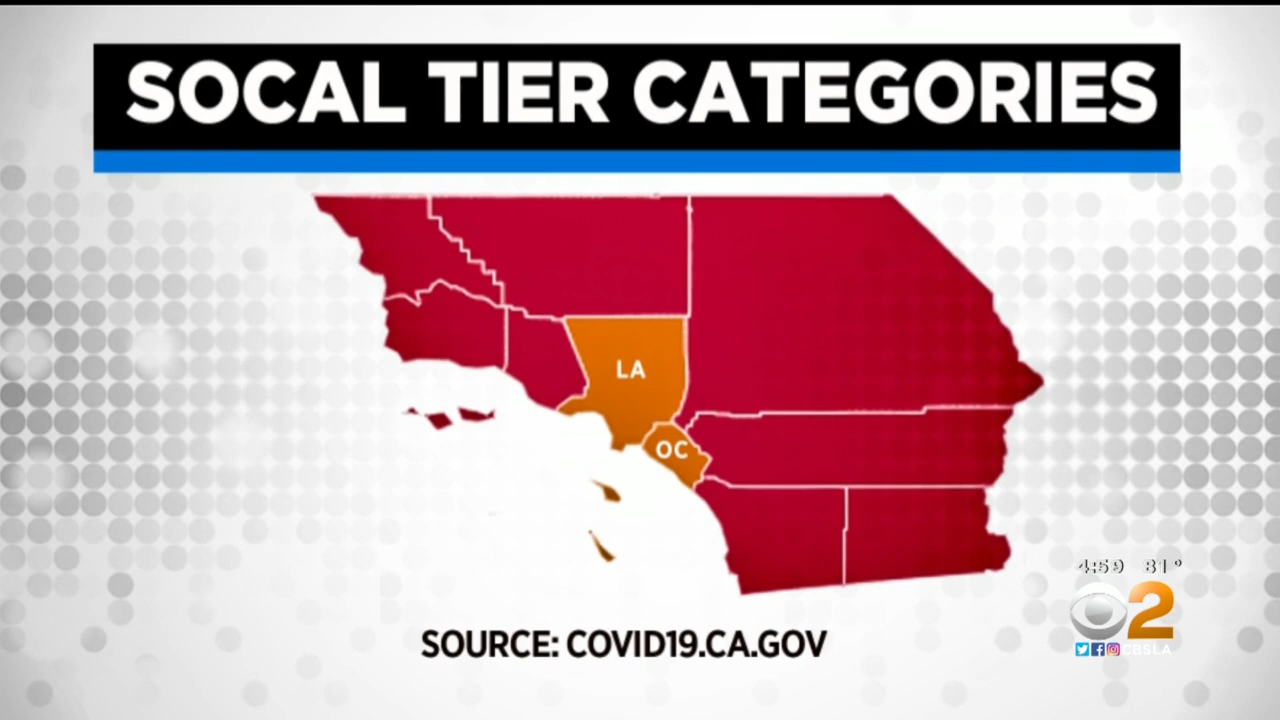 SOCAL TIER CATEGORIES
LA
OC
SOURCE: COVID19.CA.GOV
4:59 81°
2
CBSLA